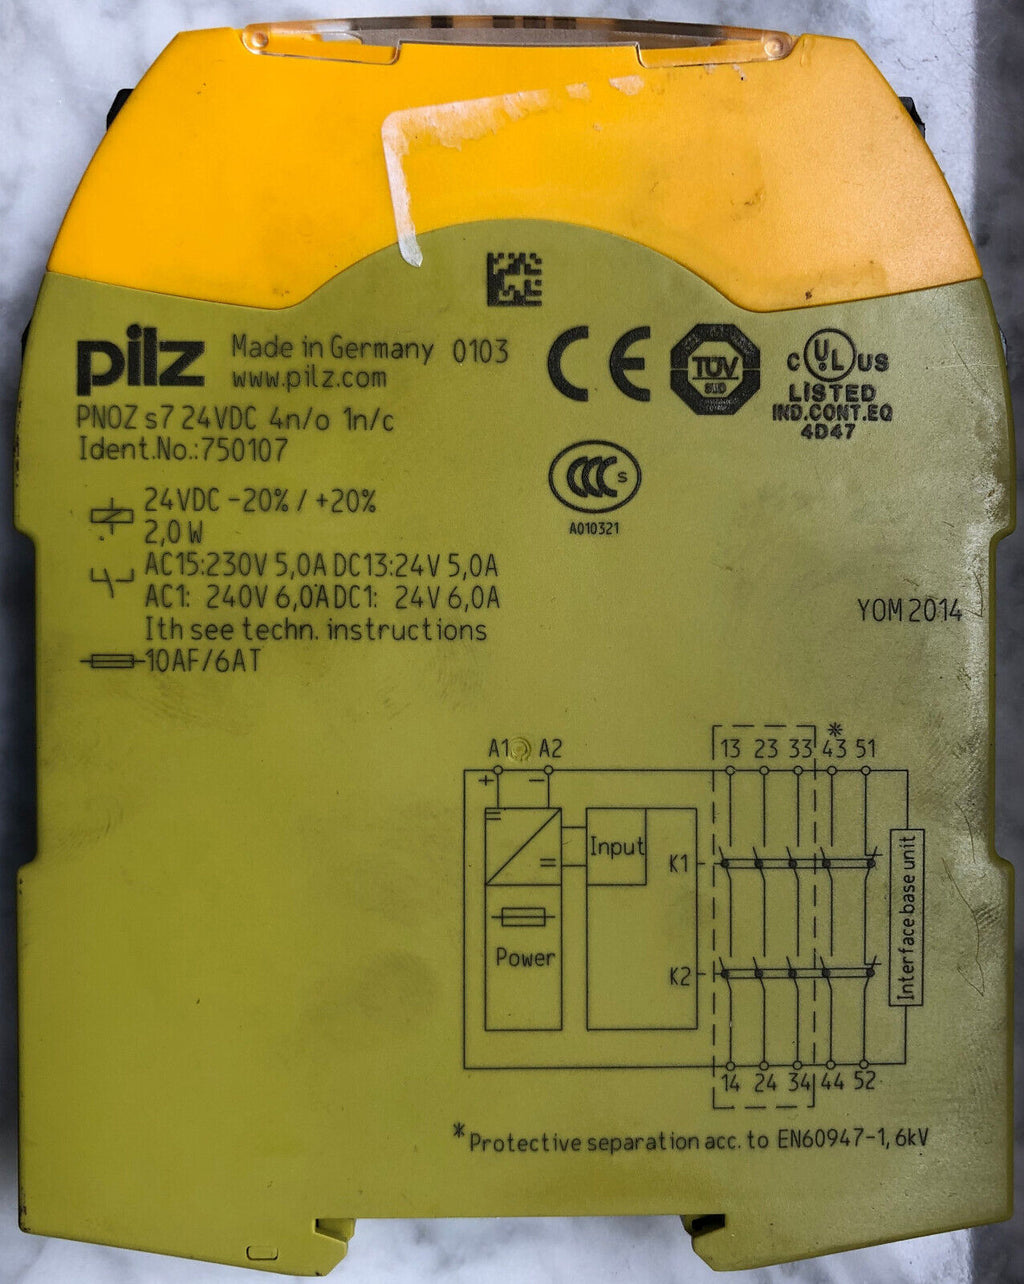 pilz Made in Germany 0103
www.pilz.com
PNOZ s7 24VDC 4n/o 1n/c
Ident.No.:750107
CE
TÜV
SÜD
C UL US
LISTED
IND.CONT.EQ
4D47
CCC S
A010321
24VDC -20% / +20%
2,0 W
AC15:230V 5,0A DC13:24V 5,0A
AC1: 240V 6,0A DC1: 24V 6,0A
Ith see techn. instructions
10AF/6AT
YOM 2014
A1 A2 13 23 33 *43 51
+ −
Input
K1
Power
K2
Interface base unit
14 24 34 44 52
*Protective separation acc. to EN60947-1, 6kV